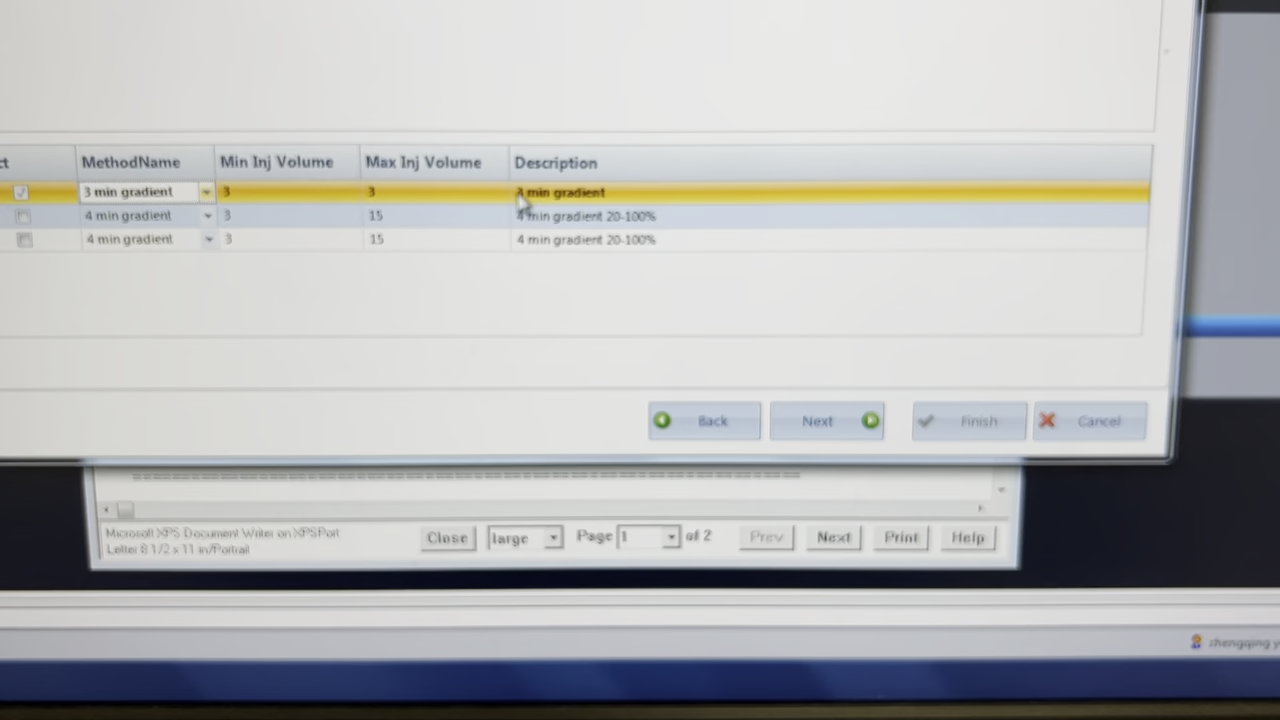 ct MethodName Min Inj Volume Max Inj Volume Description
3 min gradient 3 3 3 min gradient
4 min gradient 3 15 4 min gradient 20-100%
4 min gradient 3 15 4 min gradient 20-100%
Back Next Finish Cancel
Microsoft XPS Document Writer on XPSPort
Letter 8 1/2 x 11 in/Portrait
Close large Page 1 of 2 Prev Next Print Help
zhengqing y